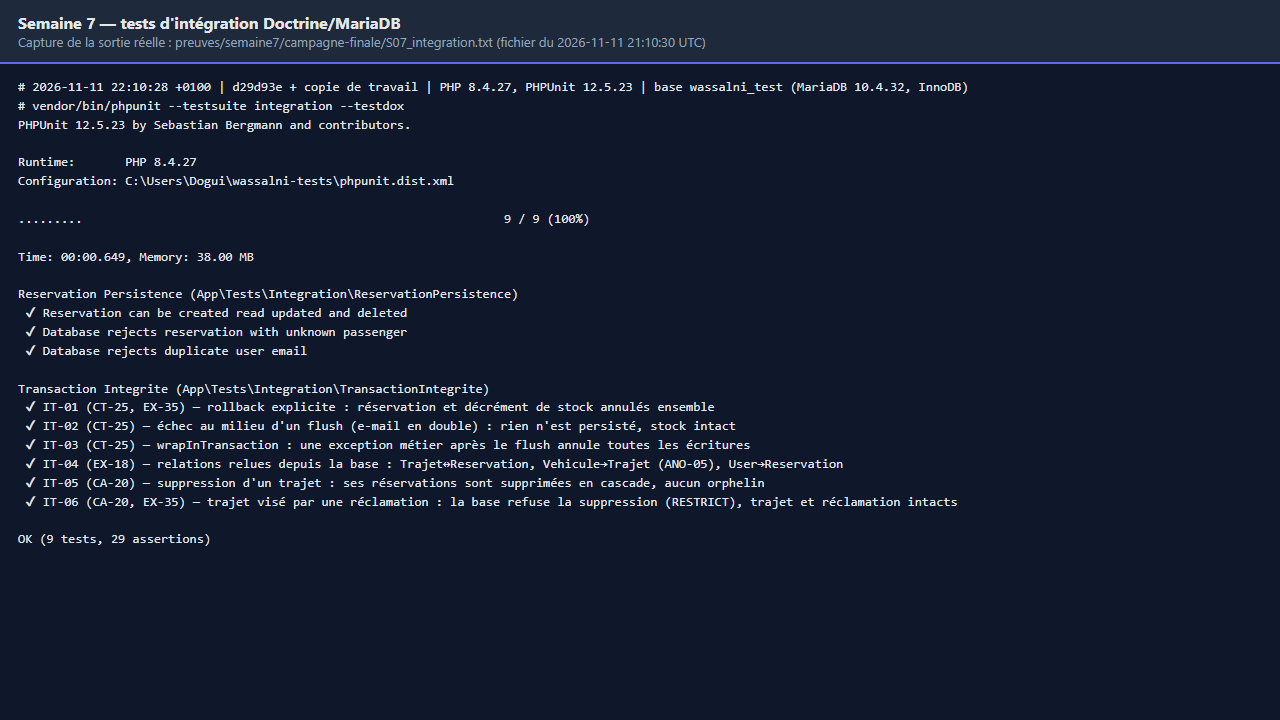 Semaine 7 — tests d'intégration Doctrine/MariaDB
Capture de la sortie réelle : preuves/semaine7/campagne-finale/S07_integration.txt (fichier du 2026-11-11 21:10:30 UTC)
# 2026-11-11 22:10:28 +0100 | d29d93e + copie de travail | PHP 8.4.27, PHPUnit 12.5.23 | base wassalni_test (MariaDB 10.4.32, InnoDB)
# vendor/bin/phpunit --testsuite integration --testdox
PHPUnit 12.5.23 by Sebastian Bergmann and contributors.
Runtime:       PHP 8.4.27
Configuration: C:\Users\Dogui\wassalni-tests\phpunit.dist.xml
.........                                                           9 / 9 (100%)
Time: 00:00.649, Memory: 38.00 MB
Reservation Persistence (App\Tests\Integration\ReservationPersistence)
✓ Reservation can be created read updated and deleted
✓ Database rejects reservation with unknown passenger
✓ Database rejects duplicate user email
Transaction Integrite (App\Tests\Integration\TransactionIntegrite)
✓ IT-01 (CT-25, EX-35) — rollback explicite : réservation et décrément de stock annulés ensemble
✓ IT-02 (CT-25) — échec au milieu d'un flush (e-mail en double) : rien n'est persisté, stock intact
✓ IT-03 (CT-25) — wrapInTransaction : une exception métier après le flush annule toutes les écritures
✓ IT-04 (EX-18) — relations relues depuis la base : Trajet↔Reservation, Vehicule→Trajet (ANO-05), User→Reservation
✓ IT-05 (CA-20) — suppression d'un trajet : ses réservations sont supprimées en cascade, aucun orphelin
✓ IT-06 (CA-20, EX-35) — trajet visé par une réclamation : la base refuse la suppression (RESTRICT), trajet et réclamation intacts
OK (9 tests, 29 assertions)